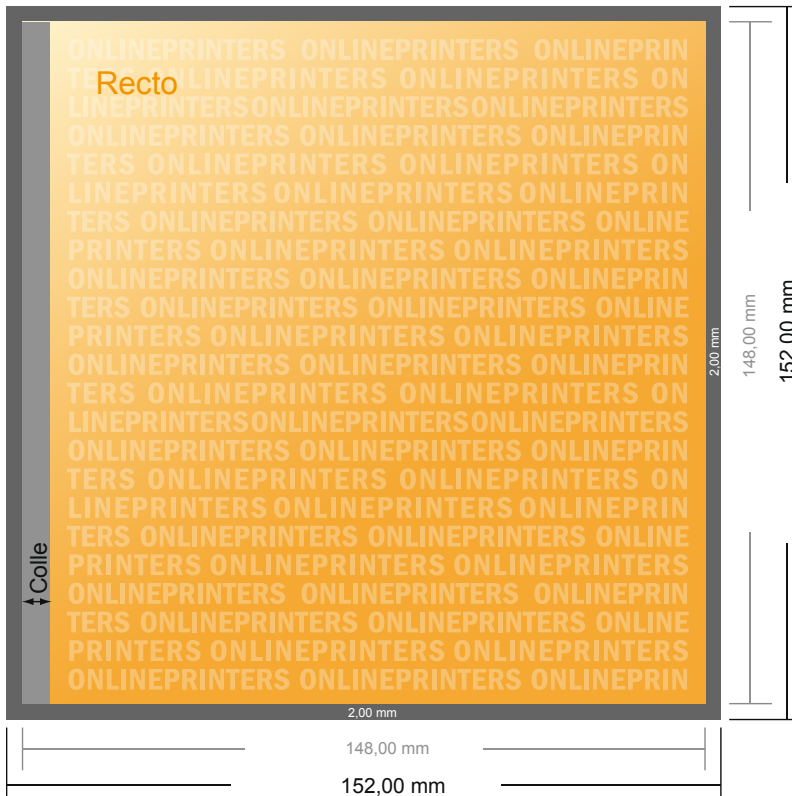 ONLINEPRINTERS ONLINEPRINTERS ONLINEPRIN
TERS ONLINEPRINTERS ONLINEPRINTERS ON
Recto
LINEPRINTERS ONLINEPRINTERS ONLINEPRINTERS
ONLINEPRINTERS ONLINEPRINTERS ONLINEPRIN
TERS ONLINEPRINTERS ONLINEPRINTERS ON
LINEPRINTERS ONLINEPRINTERS ONLINEPRIN
TERS ONLINEPRINTERS ONLINEPRINTERS ONLINE
PRINTERS ONLINEPRINTERS ONLINEPRINTERS
ONLINEPRINTERS ONLINEPRINTERS ONLINEPRIN
TERS ONLINEPRINTERS ONLINEPRINTERS ONLINE
PRINTERS ONLINEPRINTERS ONLINEPRINTERS
ONLINEPRINTERS ONLINEPRINTERS ONLINEPRIN
TERS ONLINEPRINTERS ONLINEPRINTERS ON
LINEPRINTERS ONLINEPRINTERS ONLINEPRINTERS
ONLINEPRINTERS ONLINEPRINTERS ONLINEPRIN
TERS ONLINEPRINTERS ONLINEPRINTERS ON
LINEPRINTERS ONLINEPRINTERS ONLINEPRIN
TERS ONLINEPRINTERS ONLINEPRINTERS ONLINE
PRINTERS ONLINEPRINTERS ONLINEPRINTERS
ONLINEPRINTERS ONLINEPRINTERS ONLINEPRIN
TERS ONLINEPRINTERS ONLINEPRINTERS ONLINE
PRINTERS ONLINEPRINTERS ONLINEPRINTERS
ONLINEPRINTERS ONLINEPRINTERS ONLINEPRIN
Colle
2,00 mm
148,00 mm
152,00 mm
2,00 mm
148,00 mm
152,00 mm